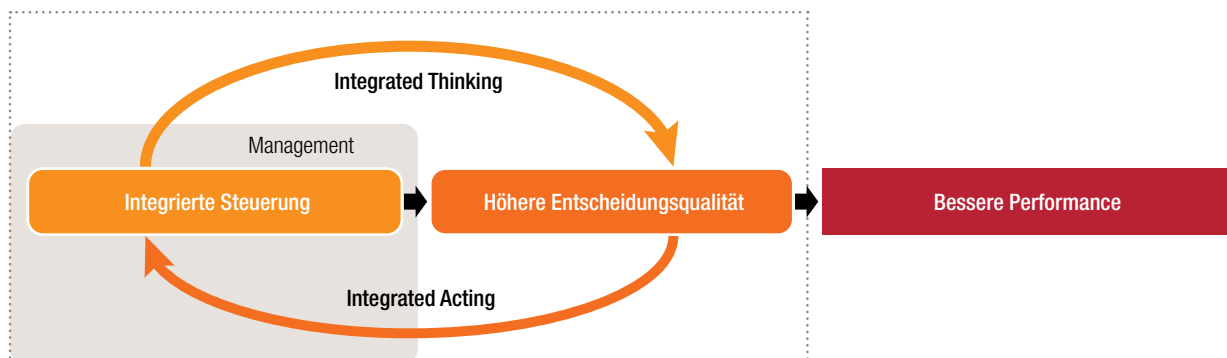 Integrated Thinking
Management
Integrierte Steuerung
Höhere Entscheidungsqualität
Bessere Performance
Integrated Acting